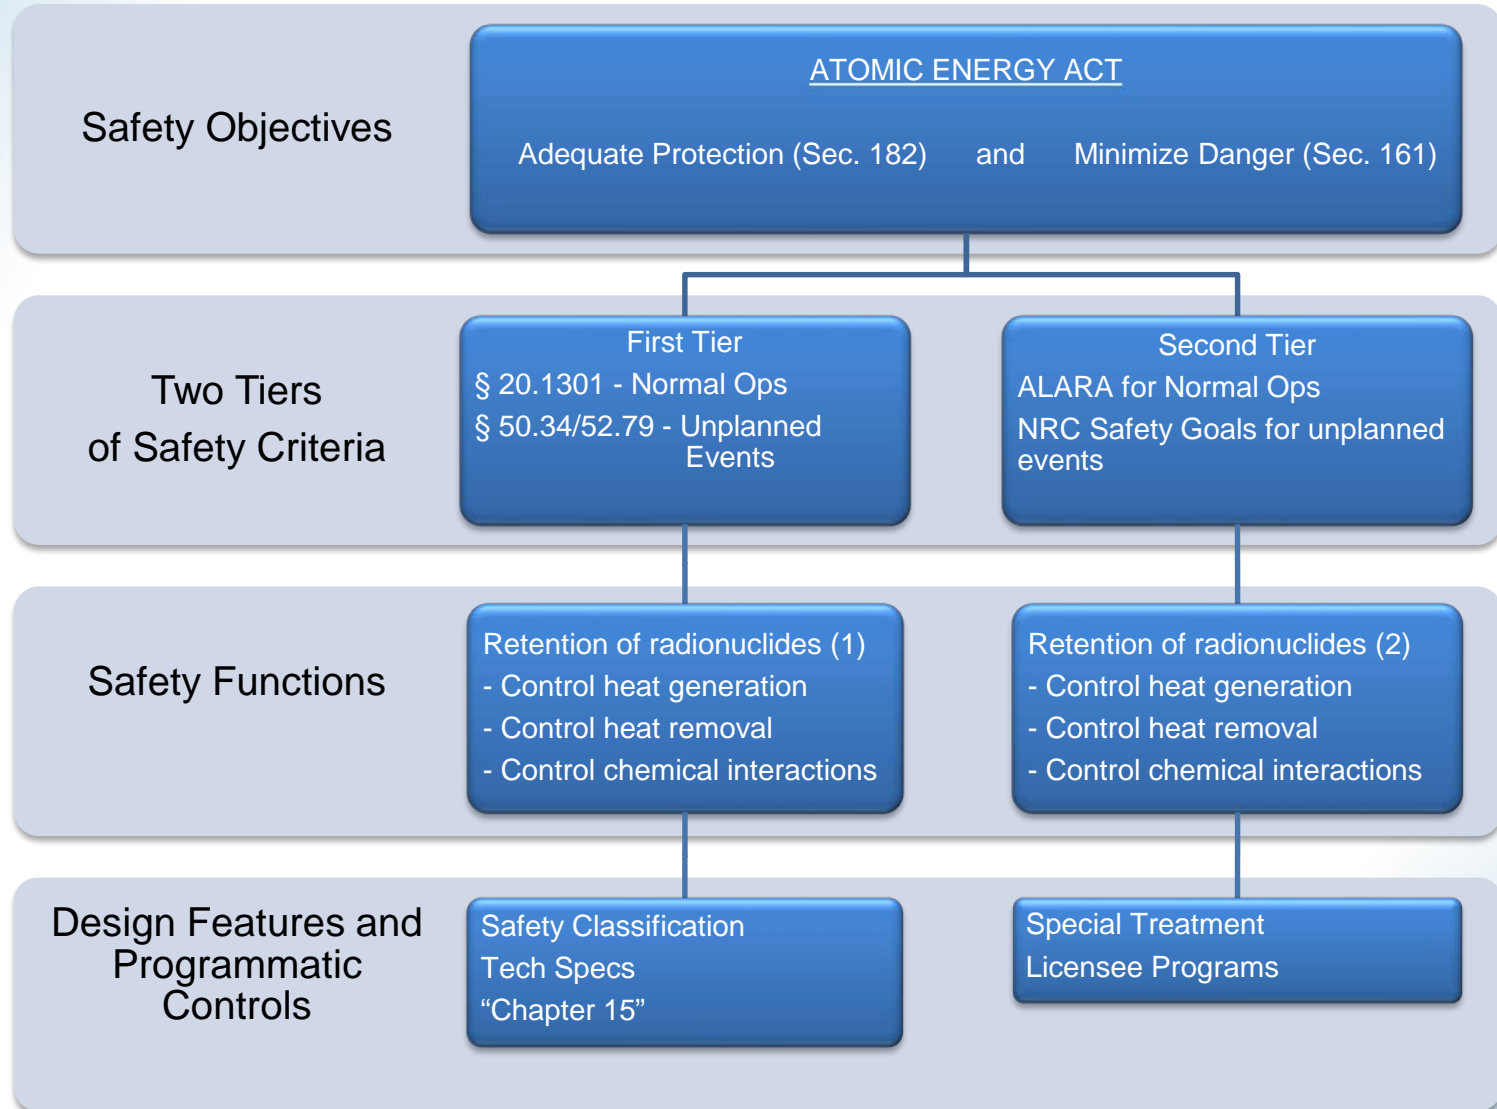 Safety Objectives
ATOMIC ENERGY ACT
Adequate Protection (Sec. 182) and Minimize Danger (Sec. 161)
Two Tiers
of Safety Criteria
First Tier
§ 20.1301 - Normal Ops
§ 50.34/52.79 - Unplanned
Events
Second Tier
ALARA for Normal Ops
NRC Safety Goals for unplanned
events
Safety Functions
Retention of radionuclides (1)
- Control heat generation
- Control heat removal
- Control chemical interactions
Retention of radionuclides (2)
- Control heat generation
- Control heat removal
- Control chemical interactions
Design Features and
Programmatic
Controls
Safety Classification
Tech Specs
“Chapter 15”
Special Treatment
Licensee Programs